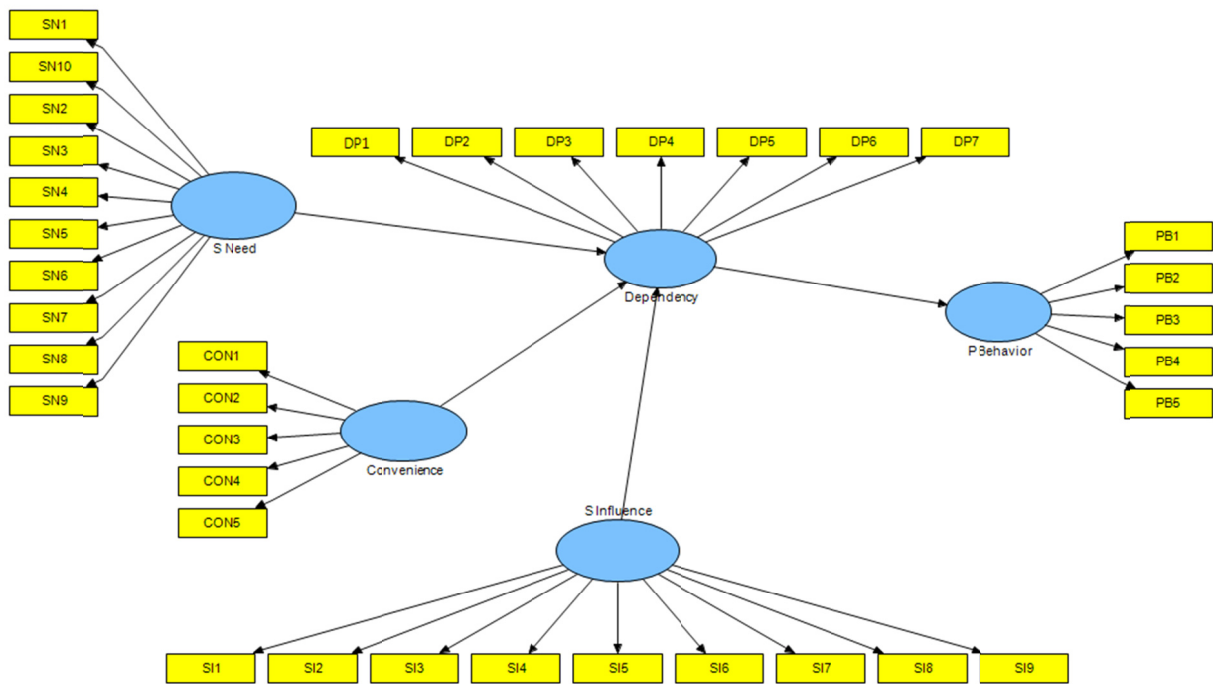 SN1
SN10
SN2
SN3
SN4
SN5
SN6
SN7
SN8
SN9
S Need
DP1
DP2
DP3
DP4
DP5
DP6
DP7
Dependency
PB1
PB2
PB3
PB4
PB5
PBehavior
CON1
CON2
CON3
CON4
CON5
Convenience
S Influence
SI1
SI2
SI3
SI4
SI5
SI6
SI7
SI8
SI9